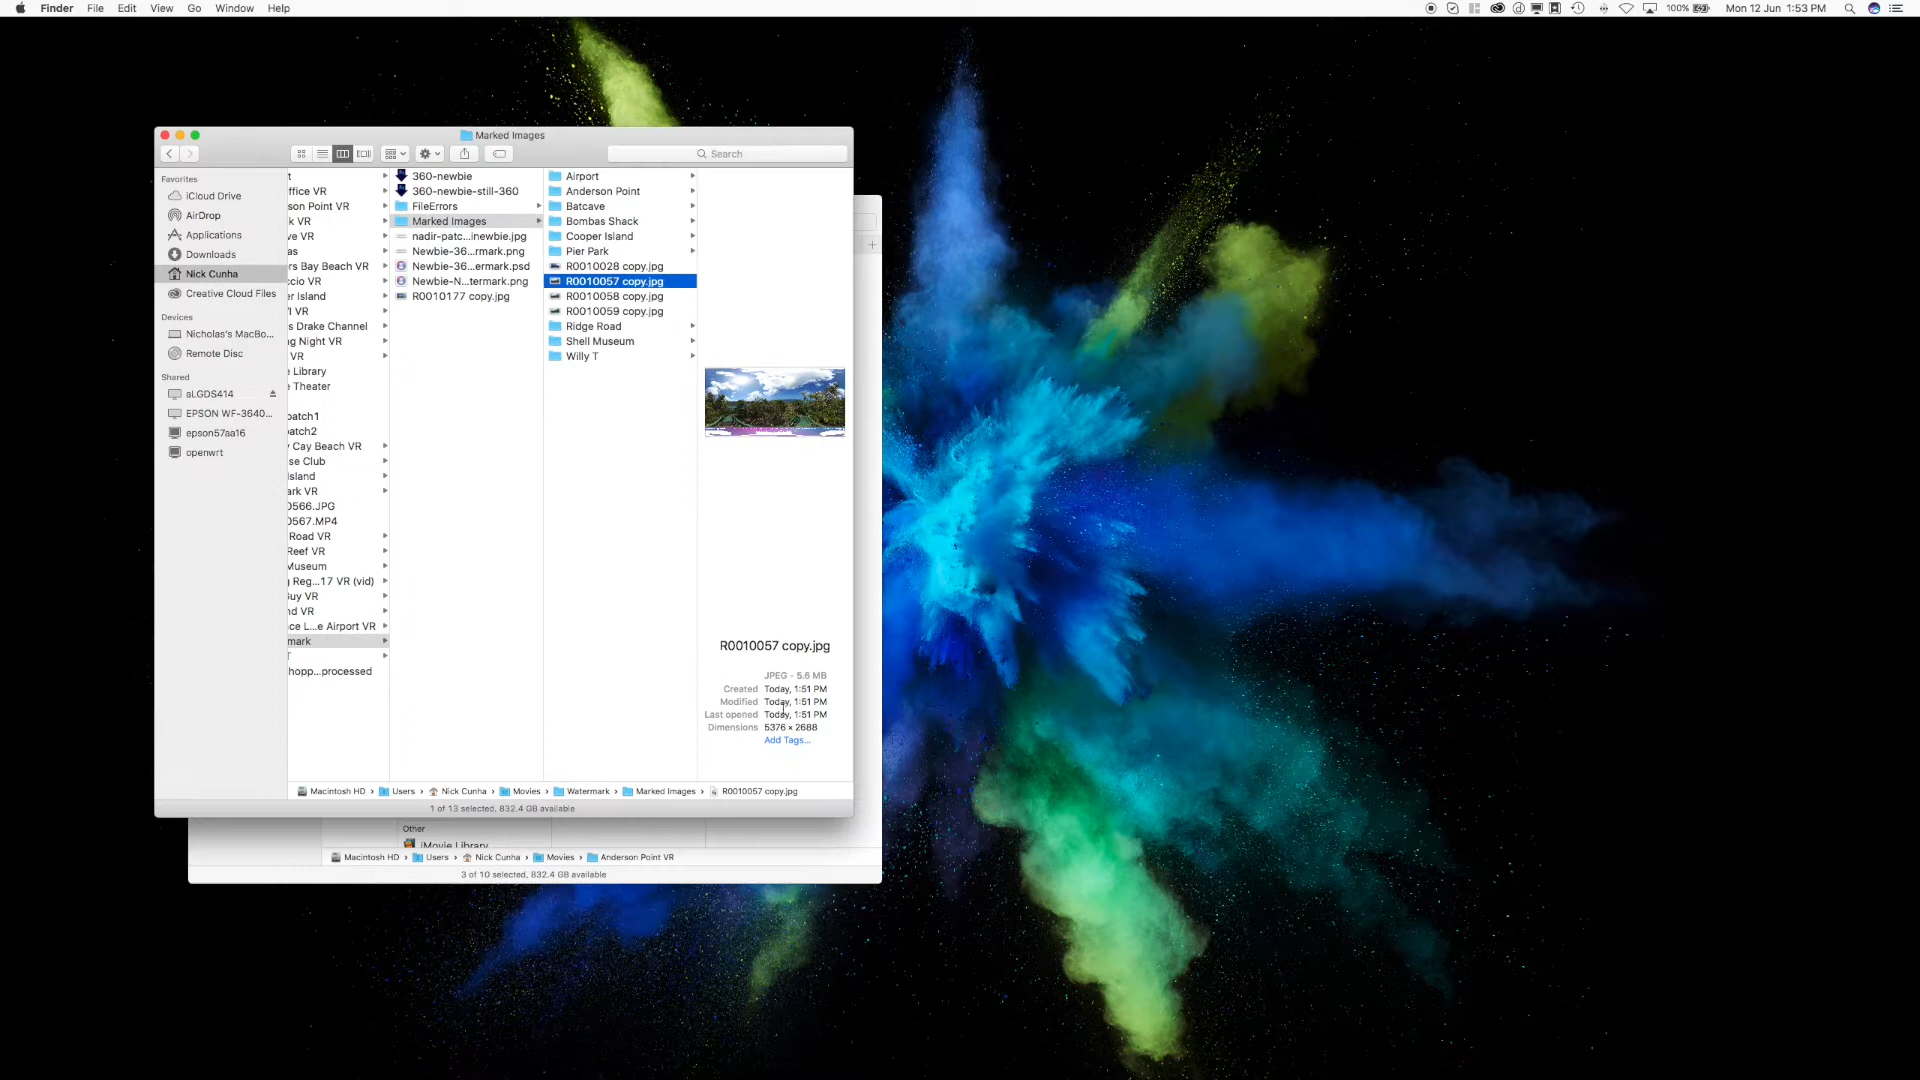 Finder File Edit View Go Window Help
100% Mon 12 Jun 1:53 PM
Marked Images
Search
Favorites
iCloud Drive
AirDrop
Applications
Downloads
Nick Cunha
Creative Cloud Files
Devices
Nicholas's MacBo...
Remote Disc
Shared
aLGDS414
EPSON WF-3640...
epson57aa16
openwrt
t
ffice VR
son Point VR
k VR
ve VR
as
rs Bay Beach VR
ccio VR
er Island
VI VR
s Drake Channel
ng Night VR
VR
e Library
e Theater
patch1
patch2
y Cay Beach VR
se Club
Island
ark VR
0566.JPG
0567.MP4
Road VR
Reef VR
Museum
g Reg...17 VR (vid)
Guy VR
nd VR
nce L...e Airport VR
mark
T
hopp...processed
360-newbie
360-newbie-still-360
FileErrors
Marked Images
nadir-patc...inewbie.jpg
Newbie-36...rmark.png
Newbie-36...ermark.psd
Newbie-N...termark.png
R0010177 copy.jpg
Airport
Anderson Point
Batcave
Bombas Shack
Cooper Island
Pier Park
R0010028 copy.jpg
R0010057 copy.jpg
R0010058 copy.jpg
R0010059 copy.jpg
Ridge Road
Shell Museum
Willy T
R0010057 copy.jpg
JPEG - 5.6 MB
Created Today, 1:51 PM
Modified Today, 1:51 PM
Last opened Today, 1:51 PM
Dimensions 5376 × 2688
Add Tags...
Macintosh HD › Users › Nick Cunha › Movies › Watermark › Marked Images › R0010057 copy.jpg
1 of 13 selected, 832.4 GB available
Other
iMovie Library
Macintosh HD › Users › Nick Cunha › Movies › Anderson Point VR
3 of 10 selected, 832.4 GB available